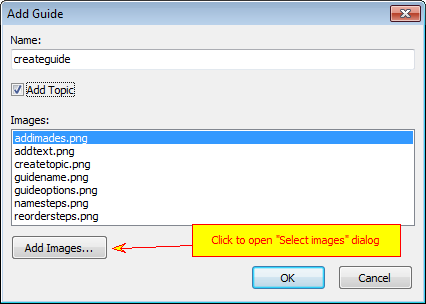 Add Guide
Name:
createguide
Add Topic
Images:
addimades.png
addtext.png
createtopic.png
guidename.png
guideoptions.png
namesteps.png
reordersteps.png
Add Images...
Click to open "Select images" dialog
OK
Cancel